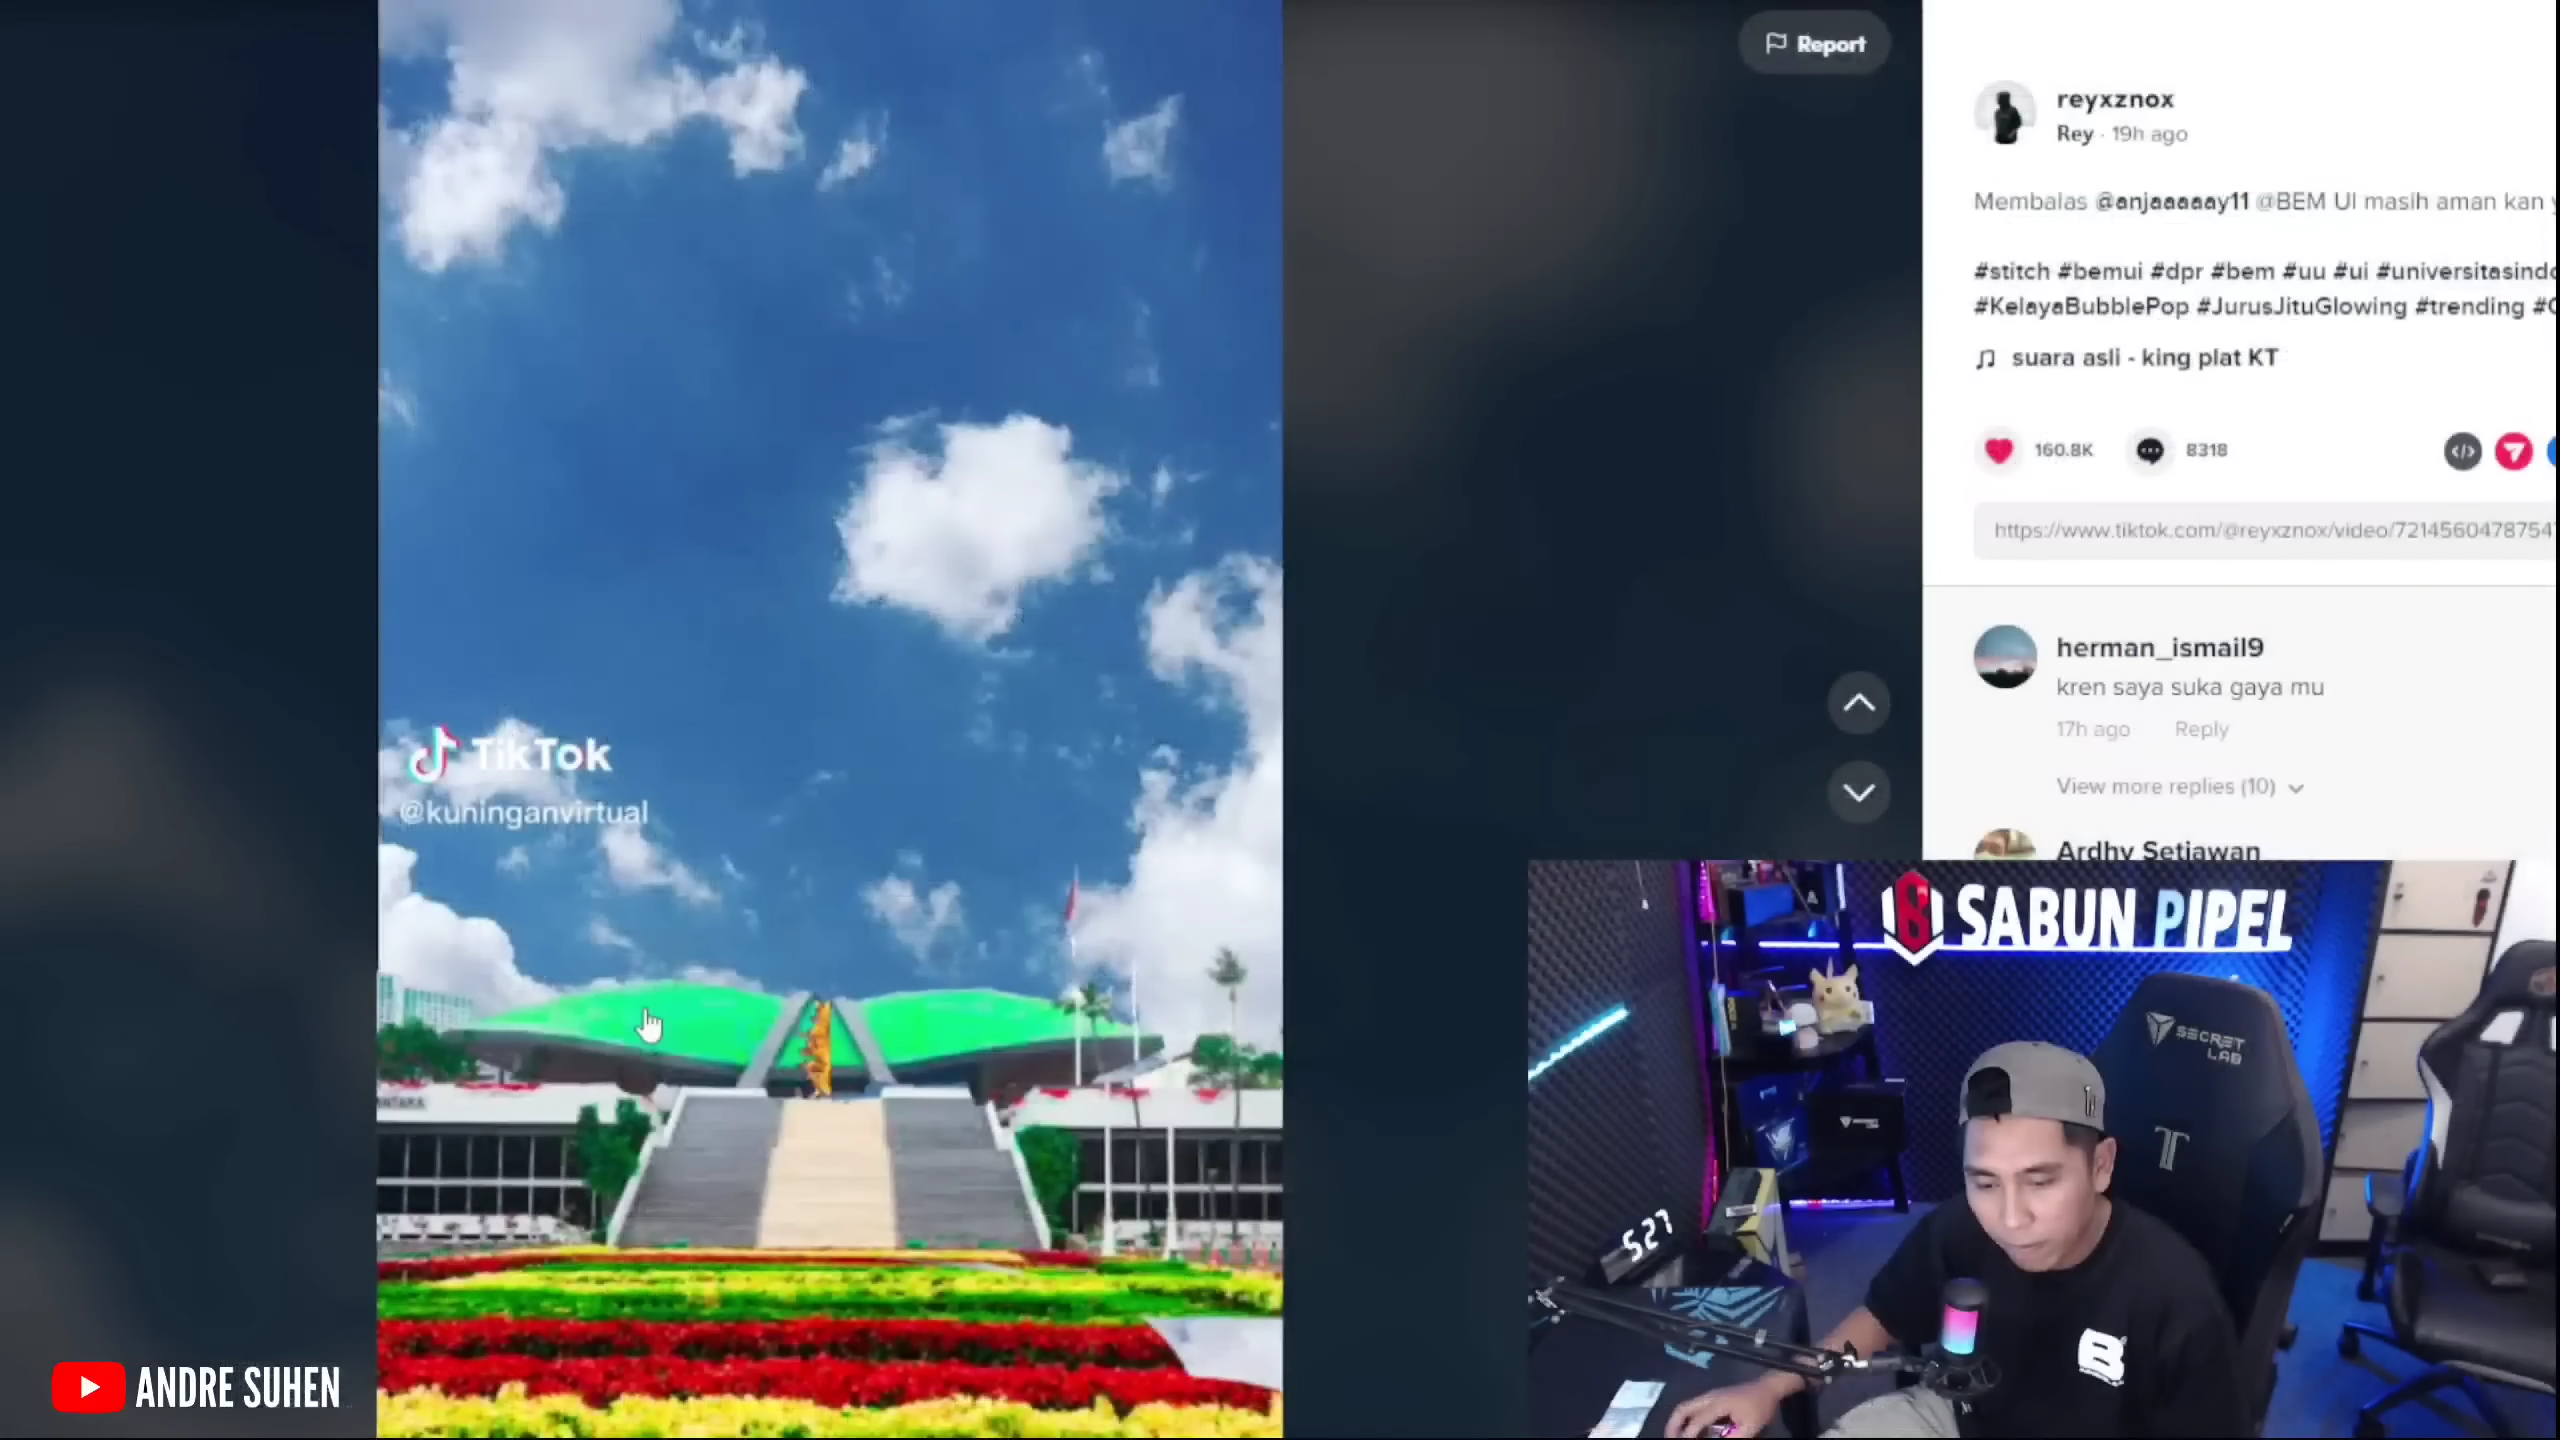 Report
reyxznox
Rey · 19h ago
Membalas @anjaaaaay11 @BEM UI masih aman kan
#stitch #bemui #dpr #bem #uu #ui #universitasindo
#KelayaBubblePop #JurusJituGlowing #trending
suara asli - king plat KT
160.8K
8318
https://www.tiktok.com/@reyxznox/video/7214560478754
herman_ismail9
kren saya suka gaya mu
17h ago Reply
View more replies (10)
Ardhy Setiawan
TikTok
@kuninganvirtual
SABUN PIPEL
SECRET
LAB
527
ANDRE SUHEN